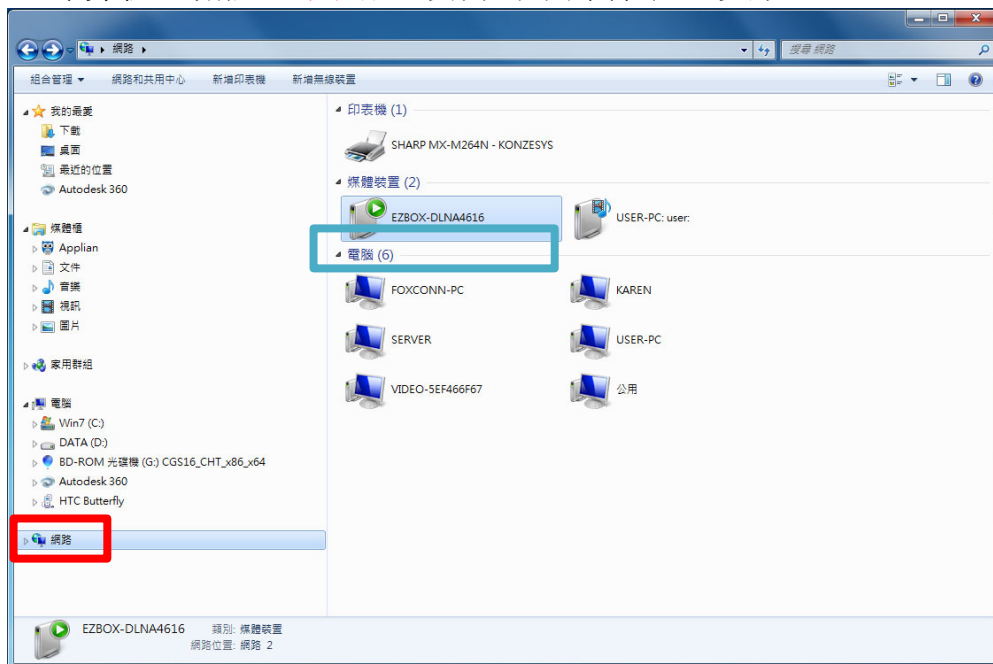 網路
搜尋 網路
組合管理 網路和共用中心 新增印表機 新增無線裝置
我的最愛
下載
桌面
最近的位置
Autodesk 360
媒體櫃
Applian
文件
音樂
視訊
圖片
家用群組
電腦
Win7 (C:)
DATA (D:)
BD-ROM 光碟機 (G:) CGS16_CHT_x86_x64
Autodesk 360
HTC Butterfly
網路
印表機 (1)
SHARP MX-M264N - KONZESYS
媒體裝置 (2)
EZBOX-DLNA4616 USER-PC: user:
電腦 (6)
FOXCONN-PC KAREN
SERVER USER-PC
VIDEO-5EF466F67 公用
EZBOX-DLNA4616 類別: 媒體裝置
網路位置: 網路 2